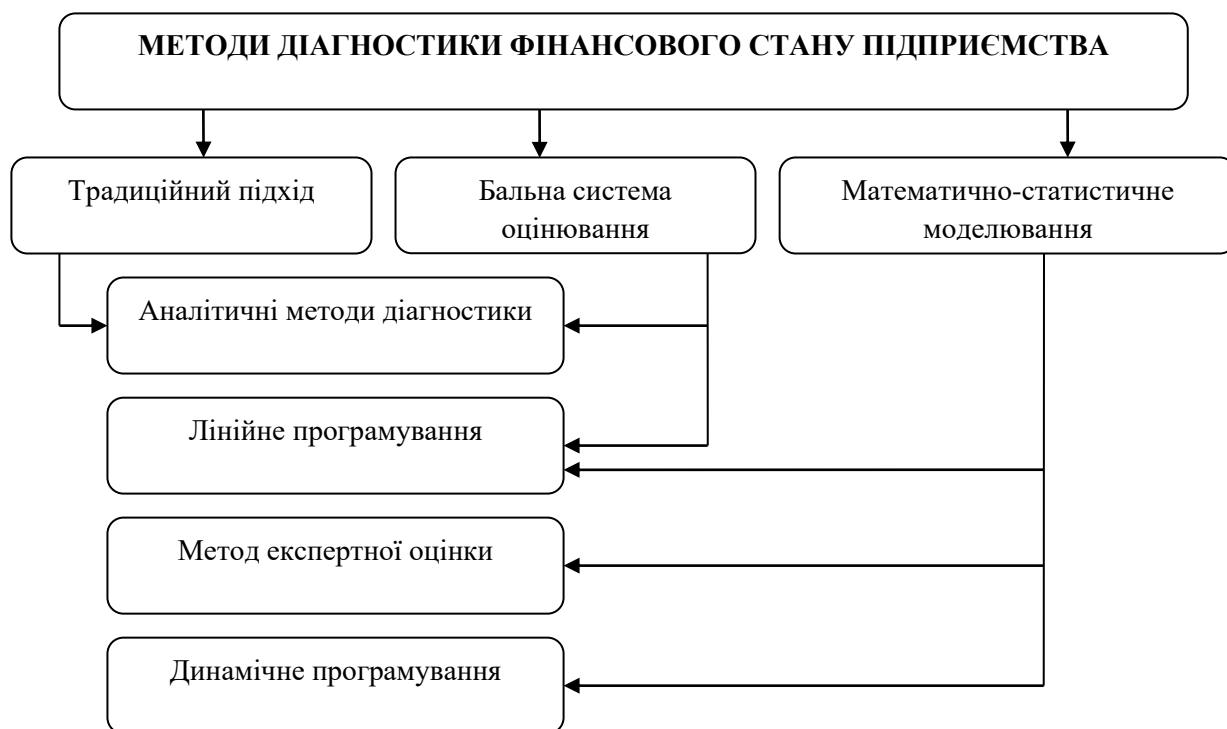 МЕТОДИ ДІАГНОСТИКИ ФІНАНСОВОГО СТАНУ ПІДПРИЄМСТВА
Традиційний підхід
Бальна система
оцінювання
Математично-статистичне
моделювання
Аналітичні методи діагностики
Лінійне програмування
Метод експертної оцінки
Динамічне програмування